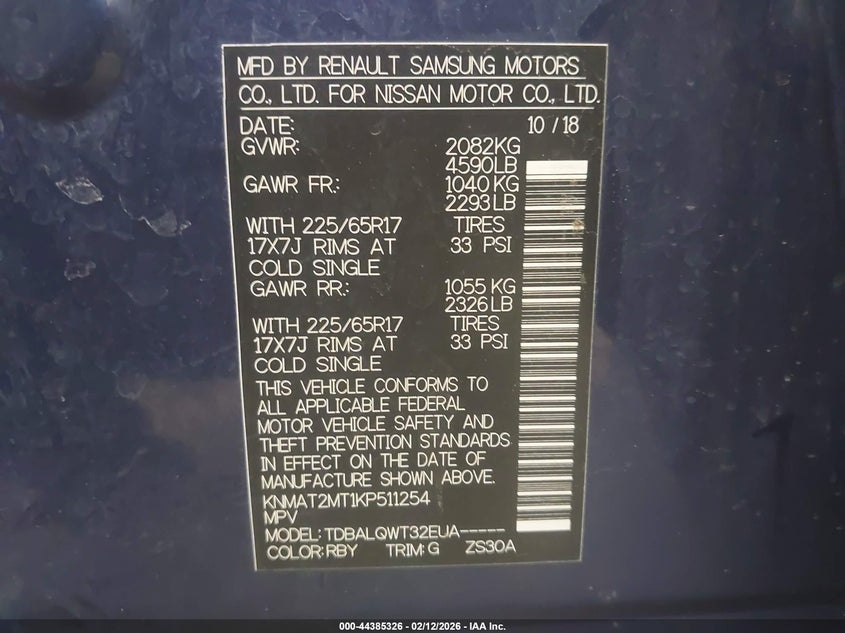 MFD BY RENAULT SAMSUNG MOTORS
CO., LTD. FOR NISSAN MOTOR CO., LTD.
DATE: 10 / 18
GVWR: 2082KG
4590LB
GAWR FR.: 1040 KG
2293 LB
WITH 225/65R17 TIRES
17X7J RIMS AT 33 PSI
COLD SINGLE
GAWR RR.: 1055 KG
2326 LB
WITH 225/65R17 TIRES
17X7J RIMS AT 33 PSI
COLD SINGLE
THIS VEHICLE CONFORMS TO
ALL APPLICABLE FEDERAL
MOTOR VEHICLE SAFETY AND
THEFT PREVENTION STANDARDS
IN EFFECT ON THE DATE OF
MANUFACTURE SHOWN ABOVE.
KNMAT2MT1KP511254
MPV
MODEL: TDBALQWT32EUA-----
COLOR: RBY TRIM: G ZS30A
000-44385326 - 02/12/2026 - IAA Inc.